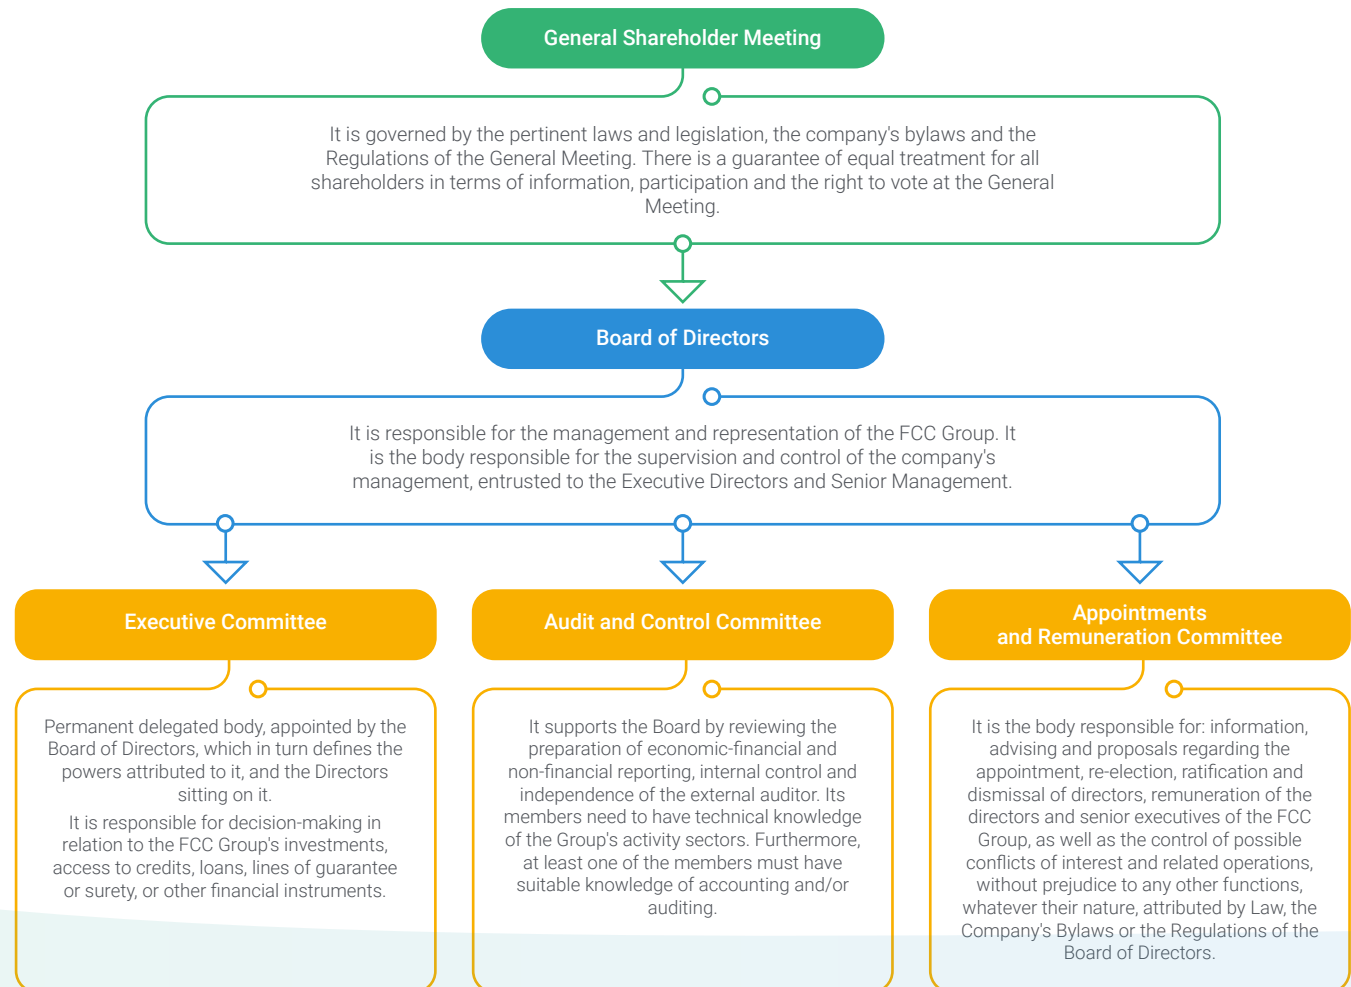 General Shareholder Meeting
It is governed by the pertinent laws and legislation, the company's bylaws and the
Regulations of the General Meeting. There is a guarantee of equal treatment for all
shareholders in terms of information, participation and the right to vote at the General
Meeting.
Board of Directors
It is responsible for the management and representation of the FCC Group. It
is the body responsible for the supervision and control of the company's
management, entrusted to the Executive Directors and Senior Management.
Executive Committee
Permanent delegated body, appointed by the
Board of Directors, which in turn defines the
powers attributed to it, and the Directors
sitting on it.
It is responsible for decision-making in
relation to the FCC Group's investments,
access to credits, loans, lines of guarantee
or surety, or other financial instruments.
Audit and Control Committee
It supports the Board by reviewing the
preparation of economic-financial and
non-financial reporting, internal control and
independence of the external auditor. Its
members need to have technical knowledge
of the Group's activity sectors. Furthermore,
at least one of the members must have
suitable knowledge of accounting and/or
auditing.
Appointments
and Remuneration Committee
It is the body responsible for: information,
advising and proposals regarding the
appointment, re-election, ratification and
dismissal of directors, remuneration of the
directors and senior executives of the FCC
Group, as well as the control of possible
conflicts of interest and related operations,
without prejudice to any other functions,
whatever their nature, attributed by Law, the
Company's Bylaws or the Regulations of the
Board of Directors.